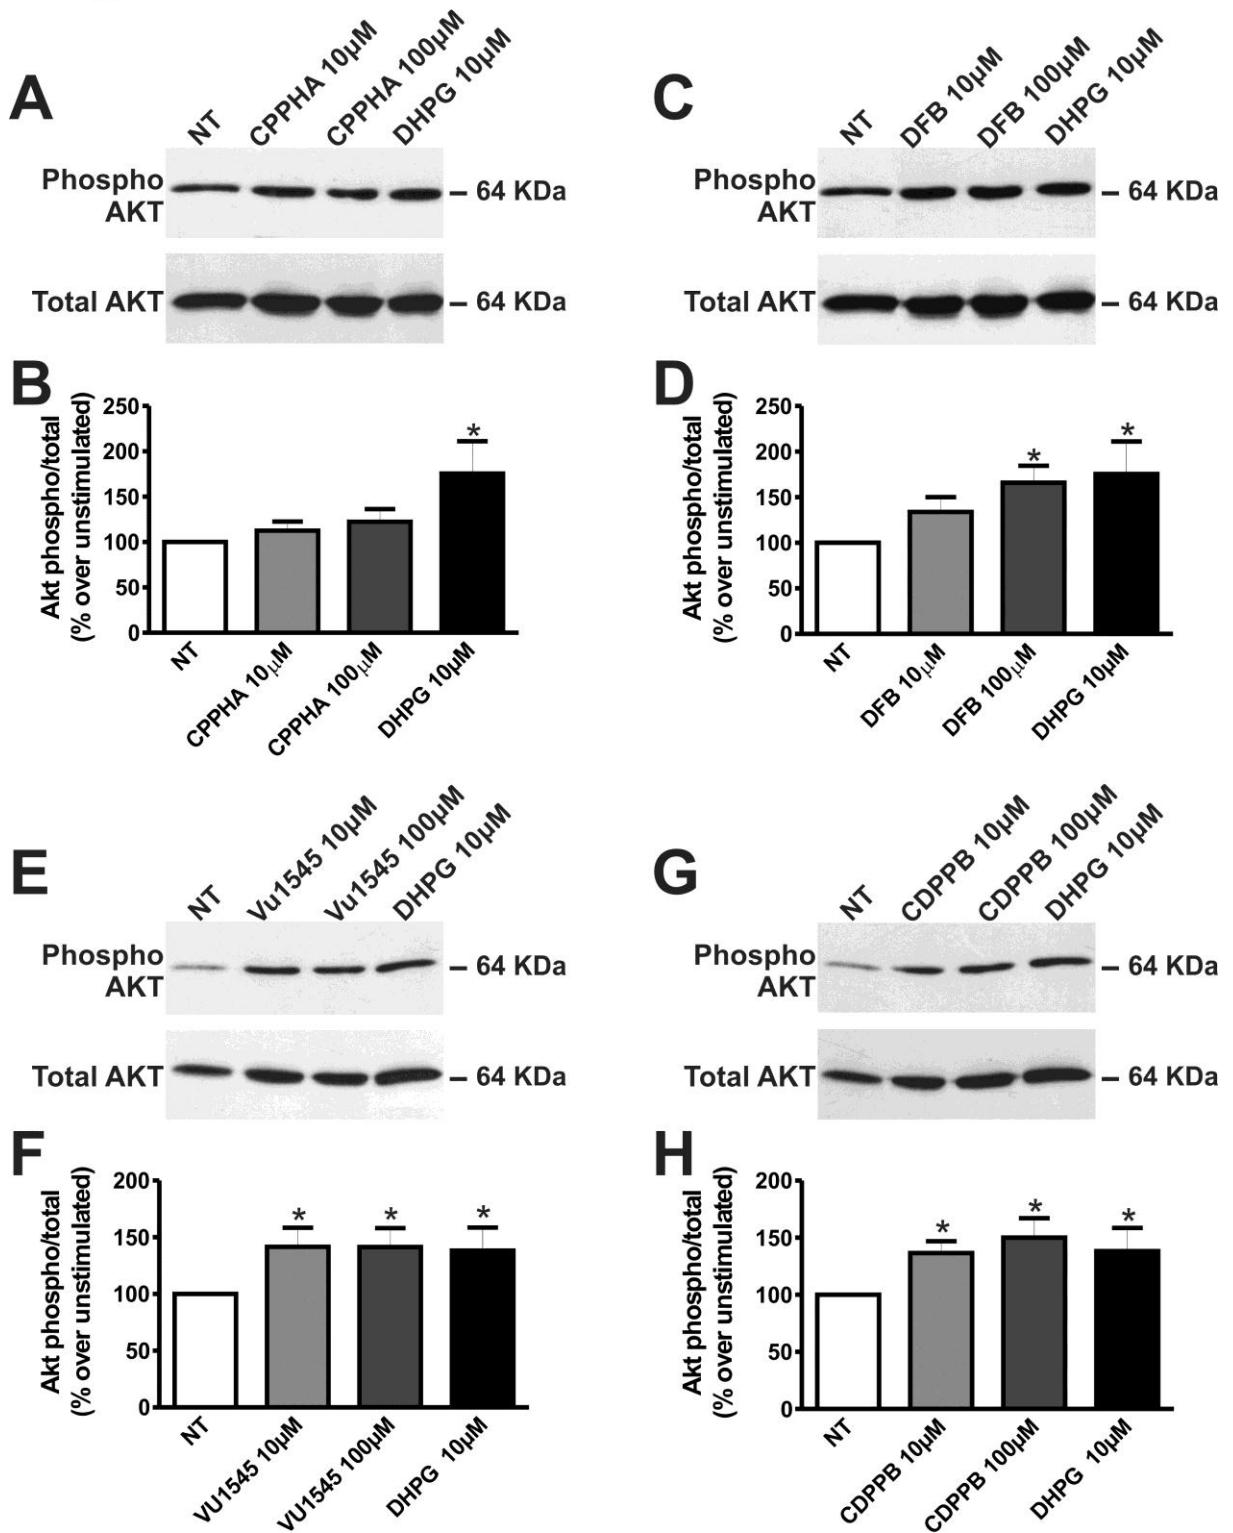 A
NT
CPPHA 10µM
CPPHA 100µM
DHPG 10µM
Phospho
AKT
– 64 KDa
Total AKT
– 64 KDa
B
Akt phospho/total
(% over unstimulated)
250
200
150
100
50
0
*
NT
CPPHA 10µM
CPPHA 100µM
DHPG 10µM
C
NT
DFB 10µM
DFB 100µM
DHPG 10µM
Phospho
AKT
– 64 KDa
Total AKT
– 64 KDa
D
Akt phospho/total
(% over unstimulated)
250
200
150
100
50
0
*
*
NT
DFB 10µM
DFB 100µM
DHPG 10µM
E
NT
Vu1545 10µM
Vu1545 100µM
DHPG 10µM
Phospho
AKT
– 64 KDa
Total AKT
– 64 KDa
F
Akt phospho/total
(% over unstimulated)
200
150
100
50
0
*
*
*
NT
VU1545 10µM
VU1545 100µM
DHPG 10µM
G
NT
CDPPB 10µM
CDPPB 100µM
DHPG 10µM
Phospho
AKT
– 64 KDa
Total AKT
– 64 KDa
H
Akt phospho/total
(% over unstimulated)
200
150
100
50
0
*
*
*
NT
CDPPB 10µM
CDPPB 100µM
DHPG 10µM